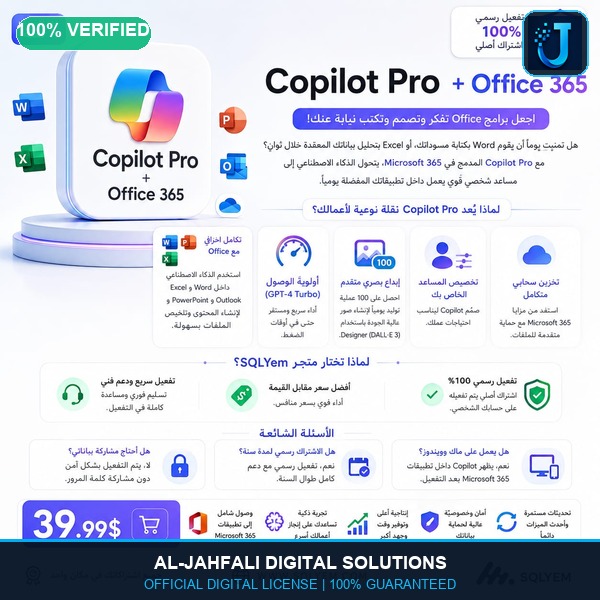 100% VERIFIED
تفعيل رسمي
100%
اشتراك أصلي
Copilot Pro + Office 365
اجعل برامج Office تفكر وتصمم وتكتب نيابة عنك!
هل تمنيت يوماً أن يقوم Word بكتابة مسوداتك، أو Excel بتحليل بياناتك المعقدة خلال ثوانٍ؟
مع Copilot Pro المدمج في Microsoft 365، يتحول الذكاء الاصطناعي إلى
مساعد شخصي قوي يعمل داخل تطبيقاتك المفضلة يومياً.
Copilot Pro
+
Office 365
لماذا يُعد Copilot Pro نقلة نوعية لأعمالك؟
تخزين سحابي
متكامل
استفد من مزايا
Microsoft 365 مع حماية
متقدمة للملفات.
تخصيص المساعد
الخاص بك
صمّم Copilot ليناسب
احتياجات عملك.
100
إبداع بصري متقدم
احصل على 100 عملية
توليد يومياً لإنشاء صور
عالية الجودة باستخدام
Designer (DALL-E 3).
أولوية الوصول
(GPT-4 Turbo)
أداء سريع ومستقر
حتى في أوقات
الضغط.
تكامل احترافي
مع Office
استخدم الذكاء الاصطناعي
داخل Word و Excel
و PowerPoint و Outlook
لإنشاء المحتوى وتلخيص
الملفات بسهولة.
لماذا تختار متجر SQLYem؟
تفعيل رسمي 100%
اشتراك أصلي يتم تفعيله
على حسابك الشخصي.
أفضل سعر مقابل القيمة
أداء قوي بسعر منافس.
تفعيل سريع ودعم فني
تسليم فوري ومساعدة
كاملة في التفعيل.
الأسئلة الشائعة
هل يعمل على ماك وويندوز؟
نعم، يظهر Copilot داخل تطبيقات
Microsoft 365 بعد التفعيل.
هل الاشتراك رسمي لمدة سنة؟
نعم، تفعيل رسمي مع دعم
كامل طوال السنة.
هل أحتاج مشاركة بياناتي؟
لا، يتم التفعيل بشكل آمن
دون مشاركة كلمة المرور.
تحديثات مستمرة
وأحدث الميزات
دائماً
أمان وخصوصية
عالية لحماية
بياناتك
إنتاجية أعلى
وتوفير وقت
وجهد أكبر
تجربة ذكية
تساعدك على إنجاز
أعمالك أسرع
وصول شامل
إلى تطبيقات
Microsoft 365
39.99$
AL-JAHFALI DIGITAL SOLUTIONS
OFFICIAL DIGITAL LICENSE | 100% GUARANTEED
SQLYEM